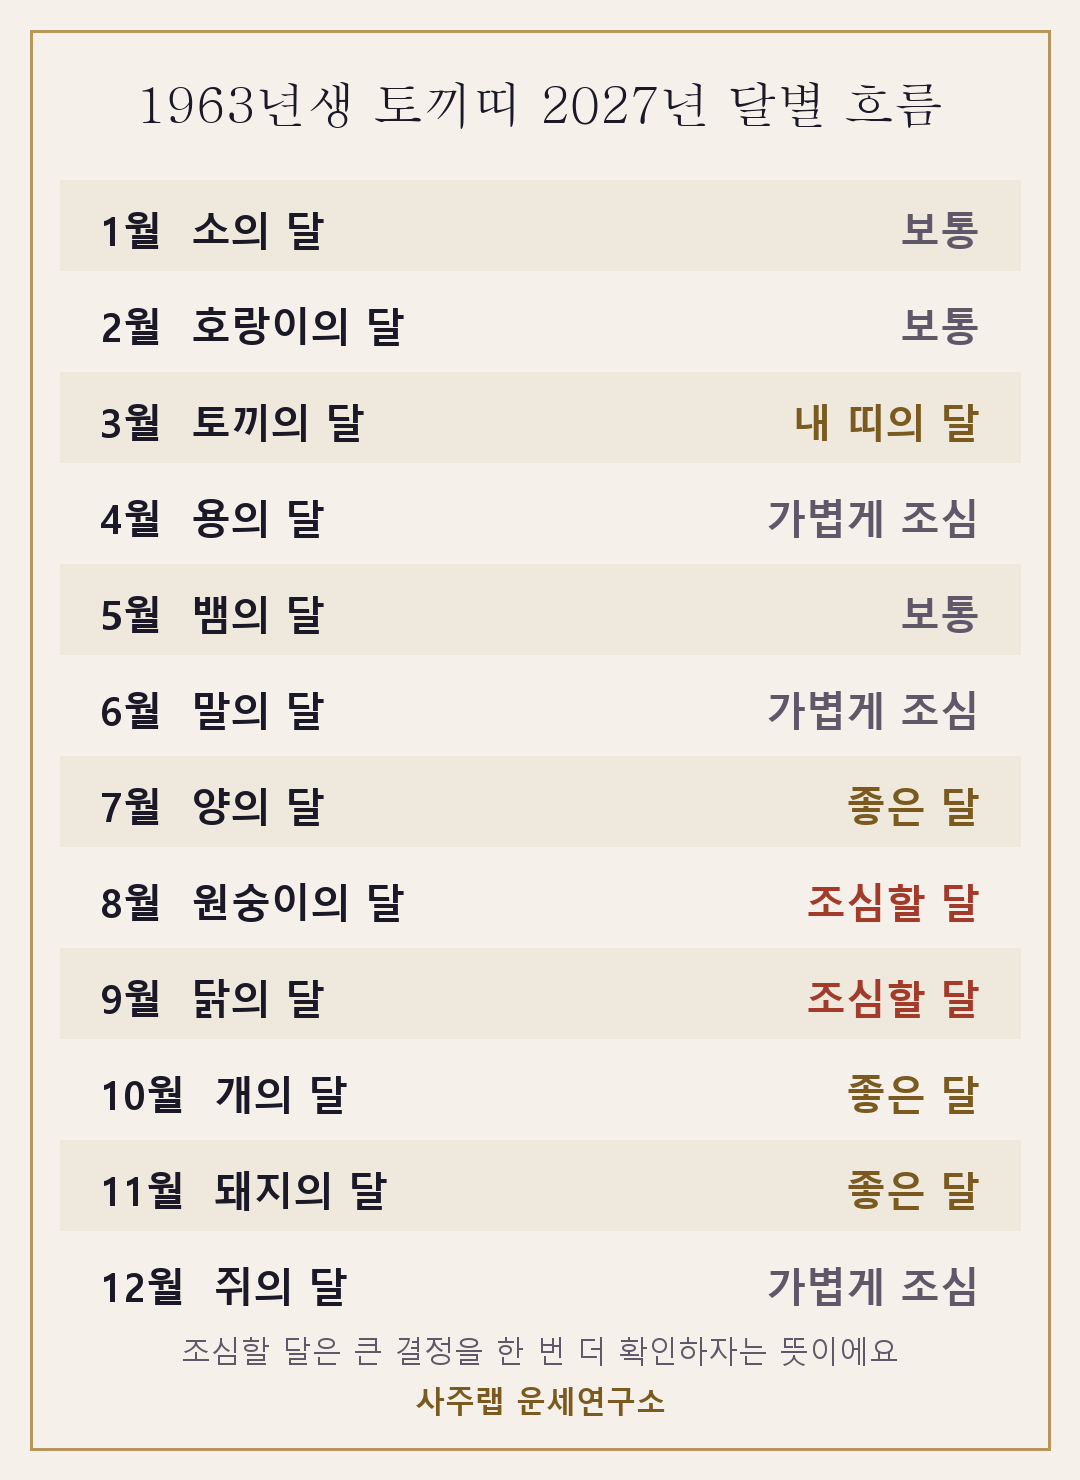 1963년생 토끼띠 2027년 달별 흐름
1월 소의 달 보통
2월 호랑이의 달 보통
3월 토끼의 달 내 띠의 달
4월 용의 달 가볍게 조심
5월 뱀의 달 보통
6월 말의 달 가볍게 조심
7월 양의 달 좋은 달
8월 원숭이의 달 조심할 달
9월 닭의 달 조심할 달
10월 개의 달 좋은 달
11월 돼지의 달 좋은 달
12월 쥐의 달 가볍게 조심
조심할 달은 큰 결정을 한 번 더 확인하자는 뜻이에요
사주랩 운세연구소